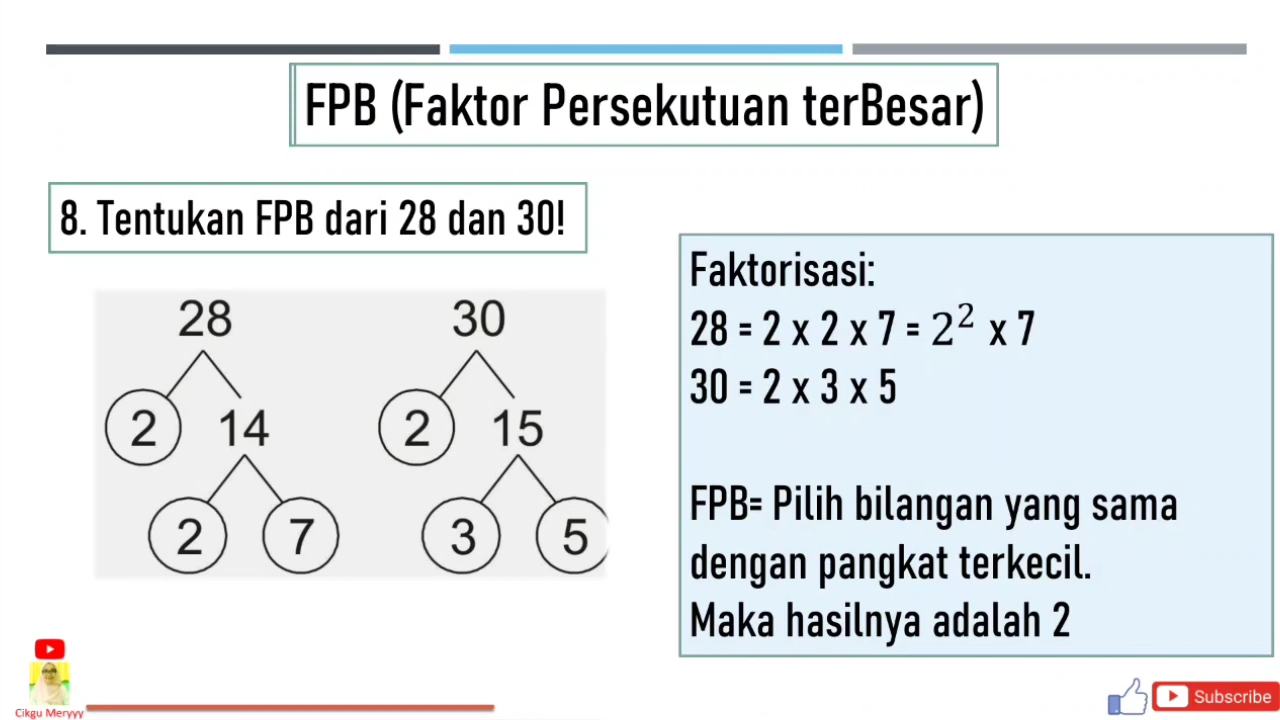 FPB (Faktor Persekutuan terBesar)
8. Tentukan FPB dari 28 dan 30!
28
30
2
14
2
15
2
7
3
5
Faktorisasi:
28 = 2 x 2 x 7 = 2² x 7
30 = 2 x 3 x 5
FPB= Pilih bilangan yang sama
dengan pangkat terkecil.
Maka hasilnya adalah 2
Cikgu Meryyy
Subscribe